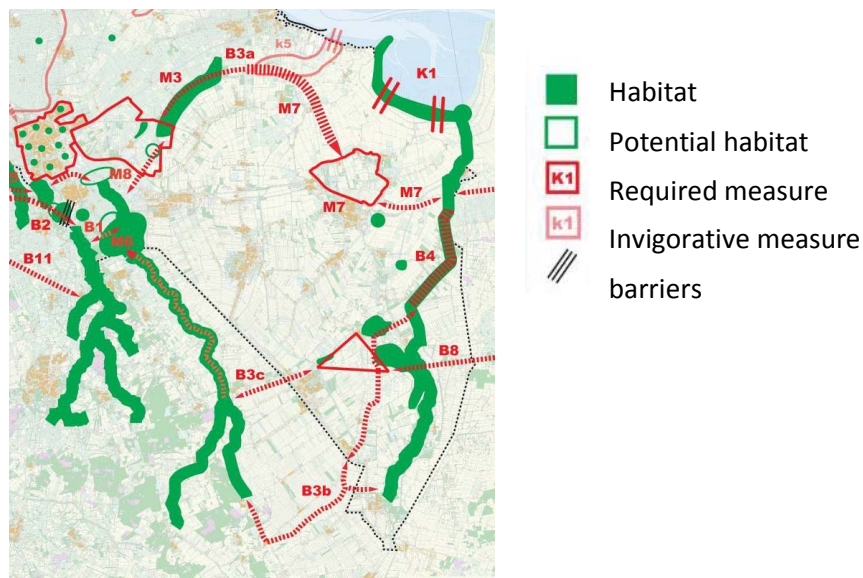 B3a
k5
M3
K1
M7
M8
M7
M7
B2
B1
M6
B4
B11
B3c
B8
B3b
Habitat
Potential habitat
K1 Required measure
k1 Invigorative measure
barriers